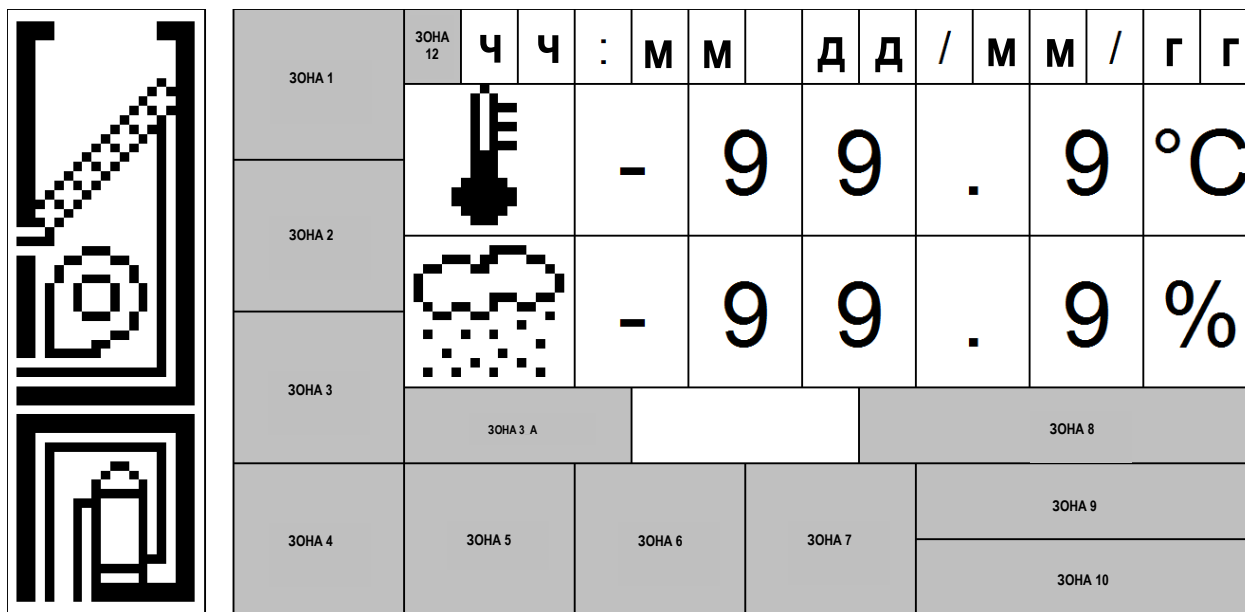 ЗОНА 1
ЗОНА 12
ч ч : м м д д / м м / г г
- 9 9 . 9 °C
ЗОНА 2
- 9 9 . 9 %
ЗОНА 3
ЗОНА 3 А
ЗОНА 8
ЗОНА 4
ЗОНА 5
ЗОНА 6
ЗОНА 7
ЗОНА 9
ЗОНА 10